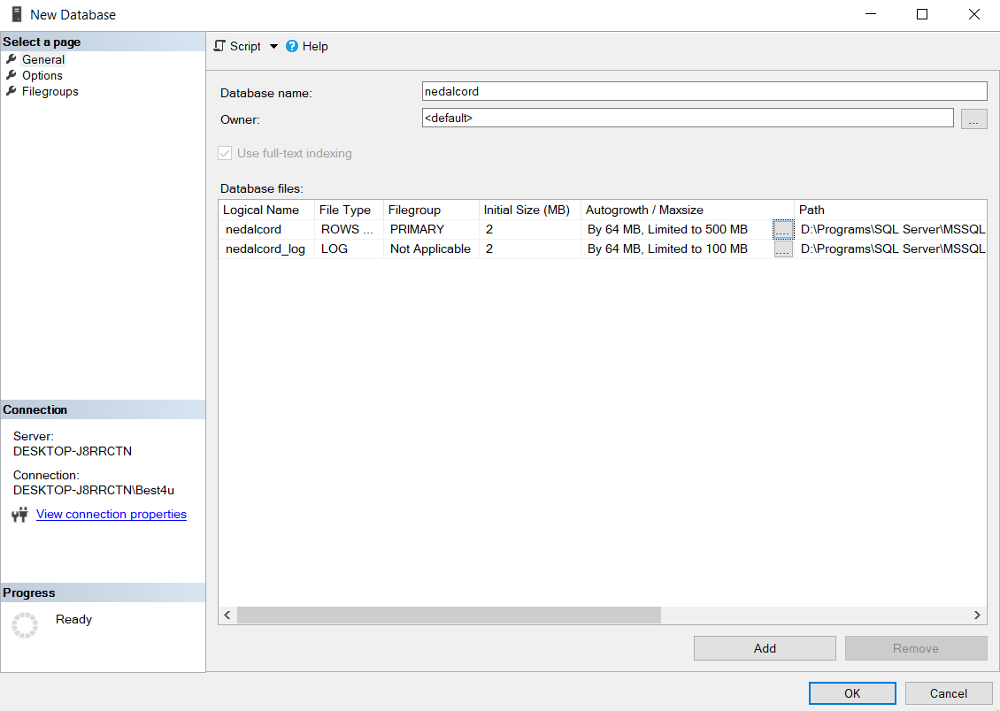 New Database
Select a page
General
Options
Filegroups
Script
Help
Database name:
nedalcord
Owner:
<default>
...
Use full-text indexing
Database files:
Logical Name File Type Filegroup Initial Size (MB) Autogrowth / Maxsize Path
nedalcord ROWS ... PRIMARY 2 By 64 MB, Limited to 500 MB .... D:\Programs\SQL Server\MSSQL
nedalcord_log LOG Not Applicable 2 By 64 MB, Limited to 100 MB .... D:\Programs\SQL Server\MSSQL
Connection
Server:
DESKTOP-J8RRCTN
Connection:
DESKTOP-J8RRCTN\Best4u
View connection properties
Progress
Ready
Add
Remove
OK
Cancel